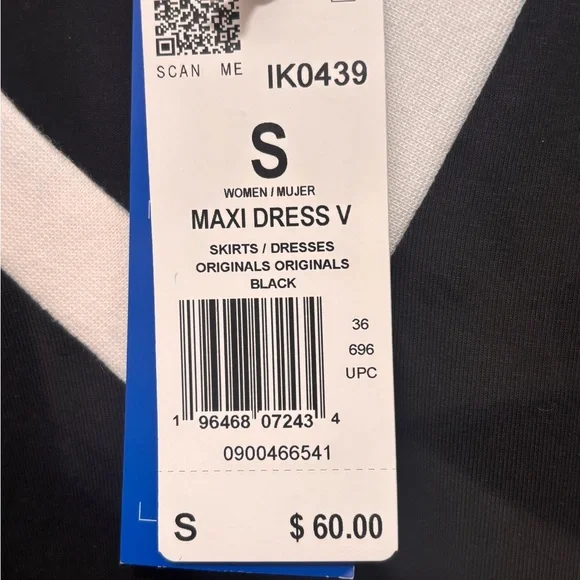 SCAN ME
IK0439
S
WOMEN / MUJER
MAXI DRESS V
SKIRTS / DRESSES
ORIGINALS ORIGINALS
BLACK
36
696
UPC
1 96468 07243 4
0900466541
S $ 60.00